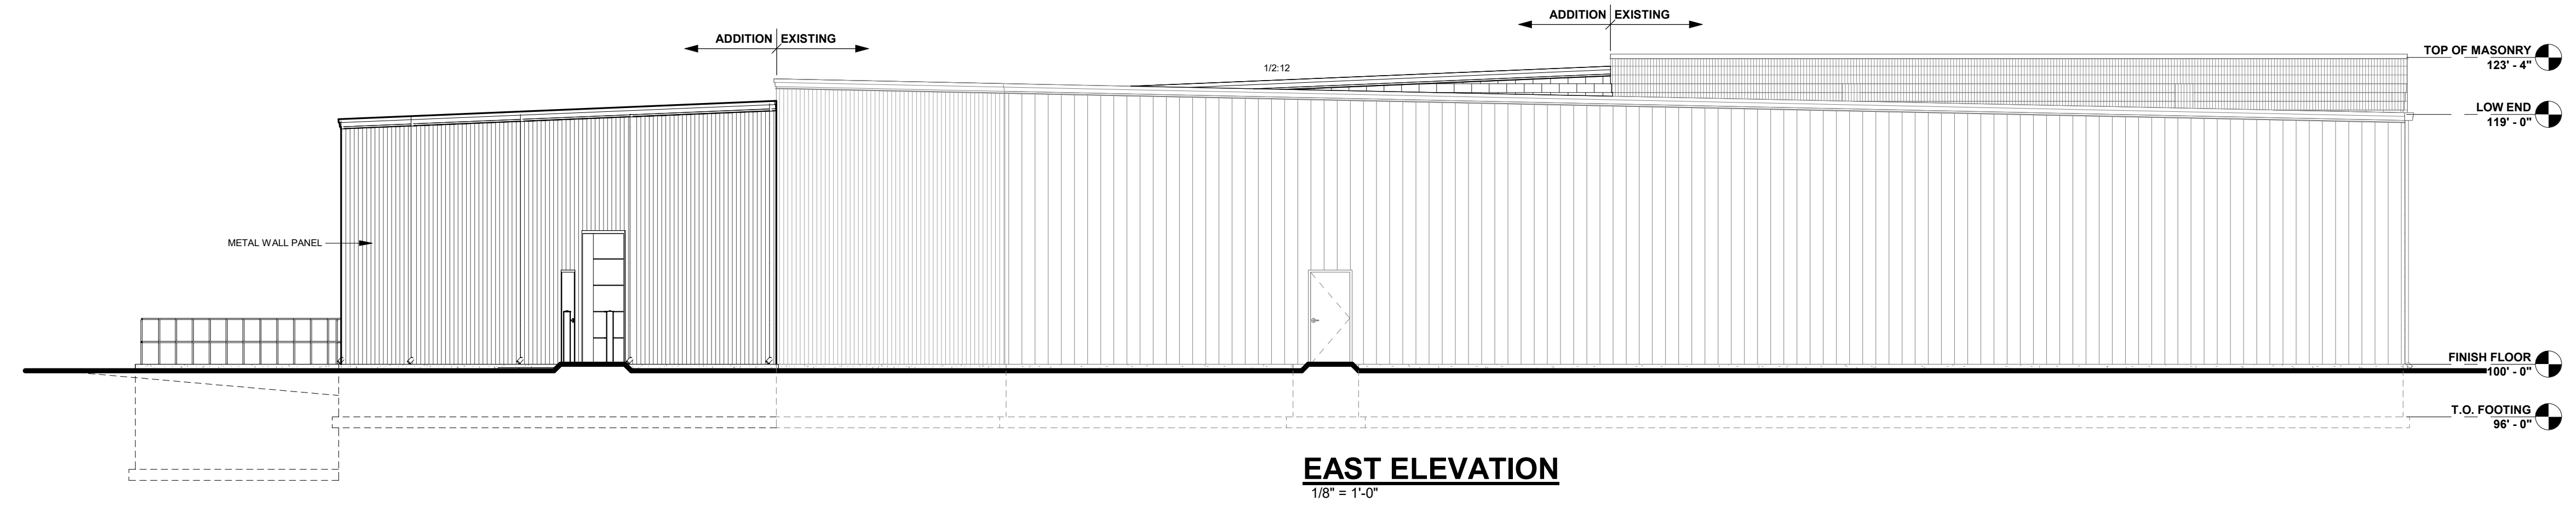 ADDITION EXISTING
ADDITION EXISTING
1/2:12
TOP OF MASONRY
123' - 4"
LOW END
119' - 0"
METAL WALL PANEL
FINISH FLOOR
100' - 0"
T.O. FOOTING
96' - 0"
EAST ELEVATION
1/8" = 1'-0"